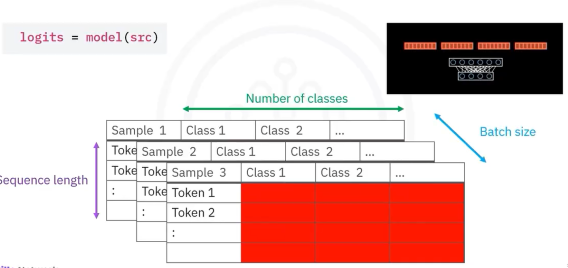 logits = model(src)
Number of classes
Batch size
Sequence length
Sample 1 Class 1 Class 2 ...
Toke
Toke
:
Sample 2 Class 1 Class 2 ...
Toke
Toke
:
Sample 3 Class 1 Class 2 ...
Token 1
Token 2
: